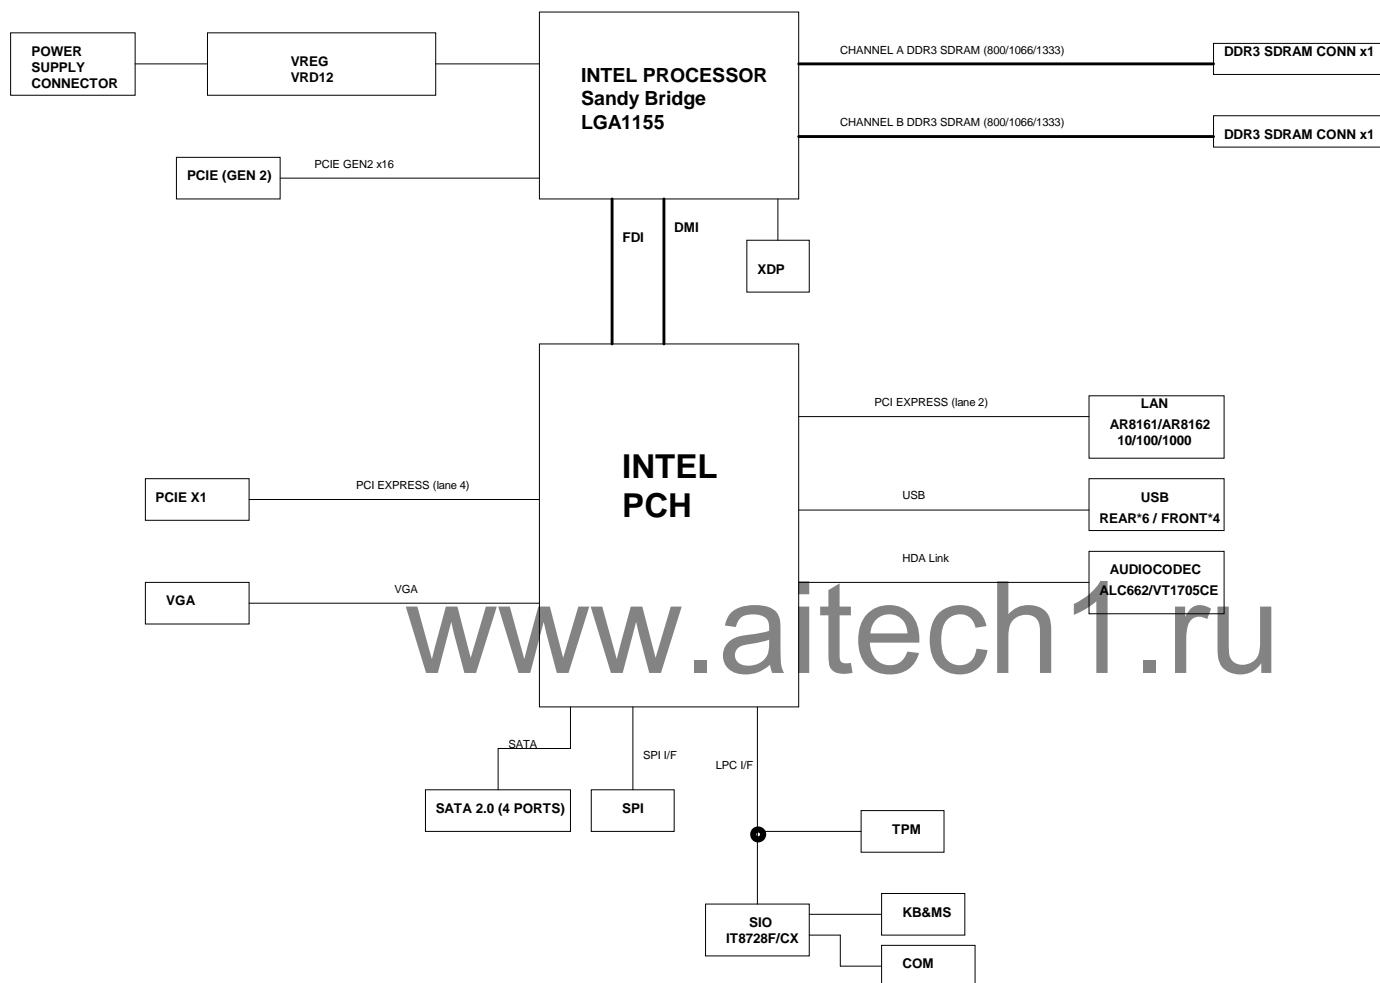 POWER
SUPPLY
CONNECTOR
VREG
VRD12
INTEL PROCESSOR
Sandy Bridge
LGA1155
CHANNEL A DDR3 SDRAM (800/1066/1333)
DDR3 SDRAM CONN x1
CHANNEL B DDR3 SDRAM (800/1066/1333)
DDR3 SDRAM CONN x1
PCIE (GEN 2)
PCIE GEN2 x16
FDI
DMI
XDP
INTEL
PCH
PCI EXPRESS (lane 2)
LAN
AR8161/AR8162
10/100/1000
PCIE X1
PCI EXPRESS (lane 4)
USB
USB
REAR*6 / FRONT*4
HDA Link
AUDIOCODEC
ALC662/VT1705CE
VGA
VGA
www.aitech1.ru
SATA
SPI I/F
LPC I/F
SATA 2.0 (4 PORTS)
SPI
TPM
SIO
IT8728F/CX
KB&MS
COM